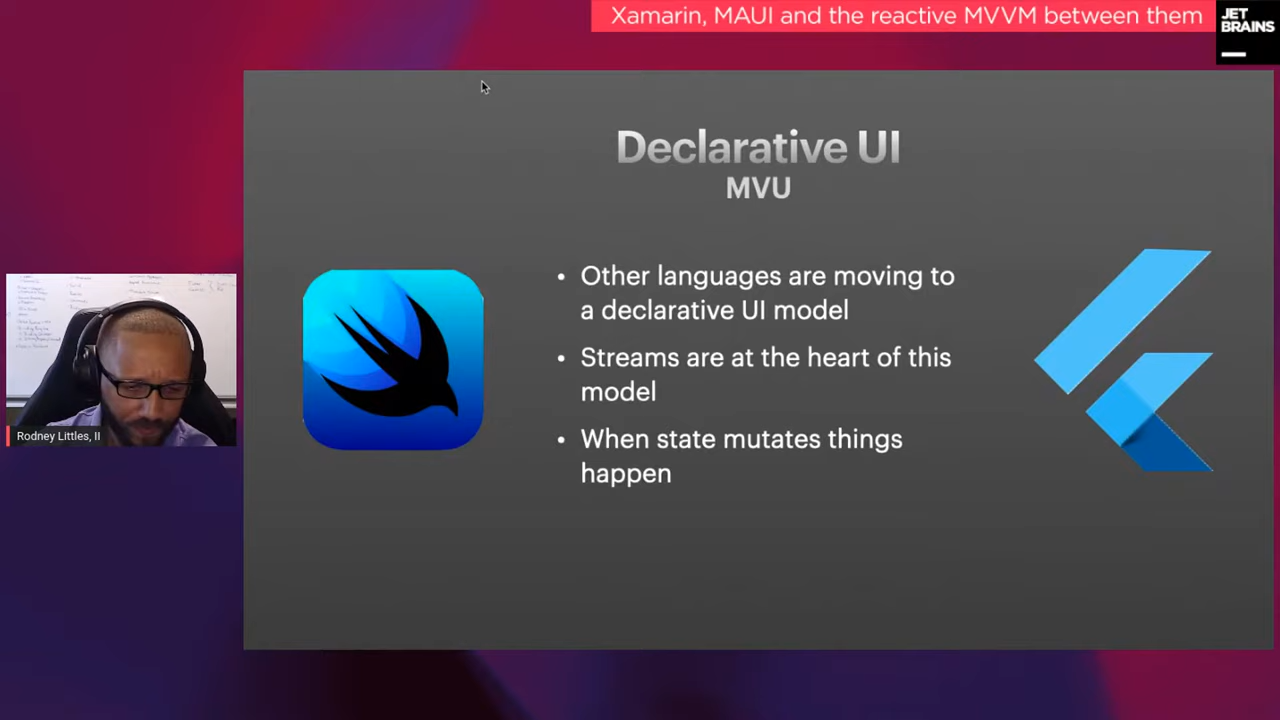 Xamarin, MAUI and the reactive MVVM between them
JET
BRAINS
Declarative UI
MVU
• Other languages are moving to
a declarative UI model
• Streams are at the heart of this
model
• When state mutates things
happen
Rodney Littles, II